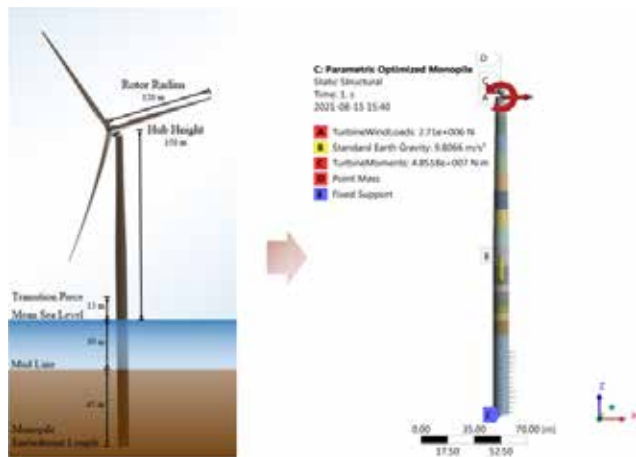 Rotor Radius
120 m
Hub Height
150 m
Transition Piece
15 m
Mean Sea Level
30 m
Mud Line
45 m
Monopile
Embedment Length
C: Parametric Optimized Monopile
Static Structural
Time: 1. s
2021-08-15 15:40
A TurbineWindLoads: 2.71e+006 N
B Standard Earth Gravity: 9.8066 m/s²
C TurbineMoments: 4.8518e+007 N·m
D Point Mass
E Fixed Support
D
C
A
B
E
Z
X
0.00 35.00 70.00 [m]
17.50 52.50